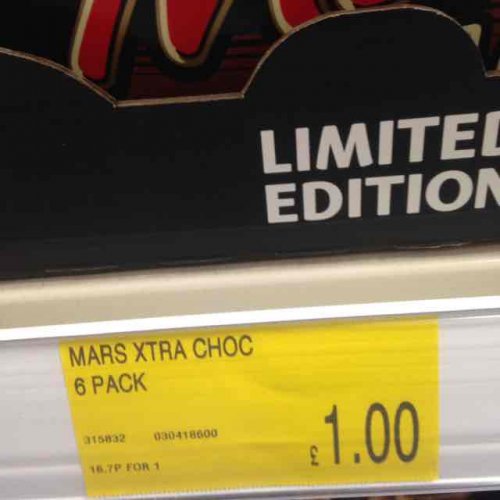 LIMITED
EDITION
MARS XTRA CHOC
6 PACK
315832 030418600
16.7P FOR 1
£1.00